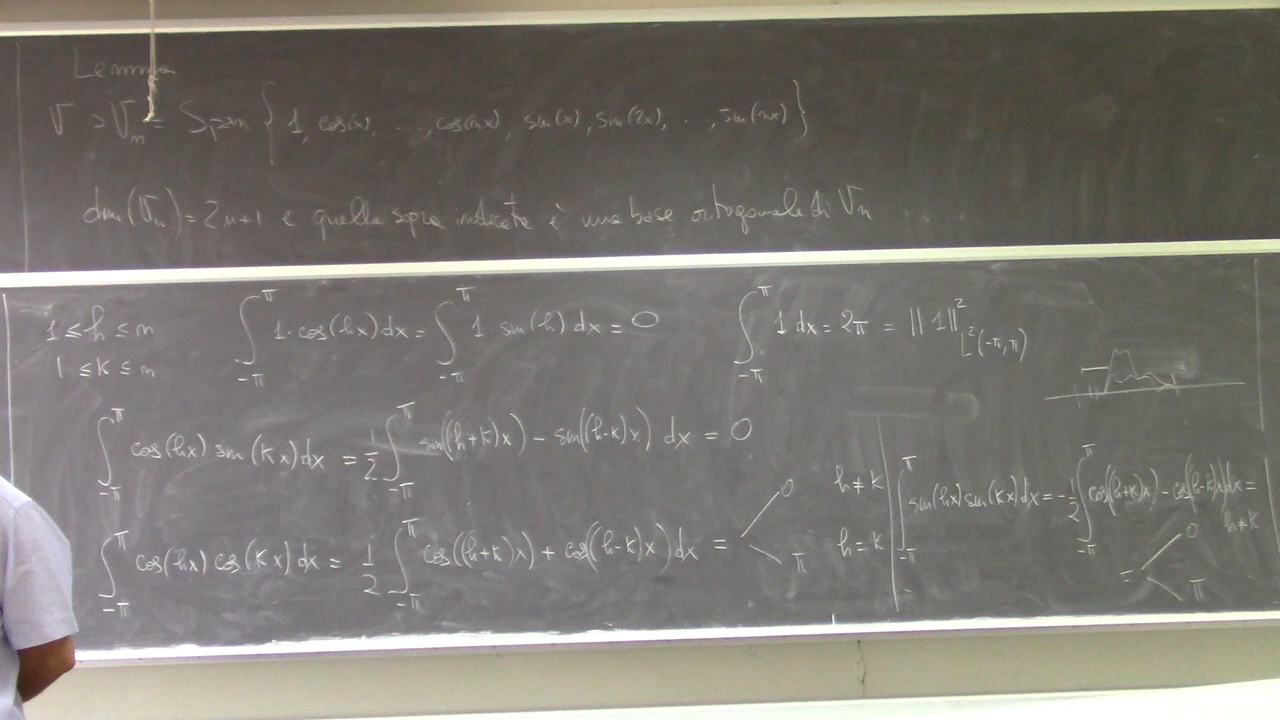 Lemma
V > V_n = Span { 1, cos(x), ..., cos(nx), sin(x), sin(2x), ...., sin(nx) }
dim(V_n) = 2n+1 e quella sopra indicata è una base ortogonale di V_n
1 ≤ h ≤ n
1 ≤ k ≤ n
∫_{-π}^{π} 1·cos(hx) dx = ∫_{-π}^{π} 1 sin(h) dx = 0
∫_{-π}^{π} 1 dx = 2π = ||1||²_{L²(-π,π)}
∫_{-π}^{π} cos(hx) sin(kx) dx = 1/2 ∫_{-π}^{π} sin((h+k)x) - sin((h-k)x) dx = 0
∫_{-π}^{π} cos(hx) cos(kx) dx = 1/2 ∫_{-π}^{π} cos((h+k)x) + cos((h-k)x) dx =
0 h≠k
π h=k
∫_{-π}^{π} sin(hx) sin(kx) dx = -1/2 ∫_{-π}^{π} cos((h+k)x) - cos((h-k)x) dx =
= 0 h≠k
π